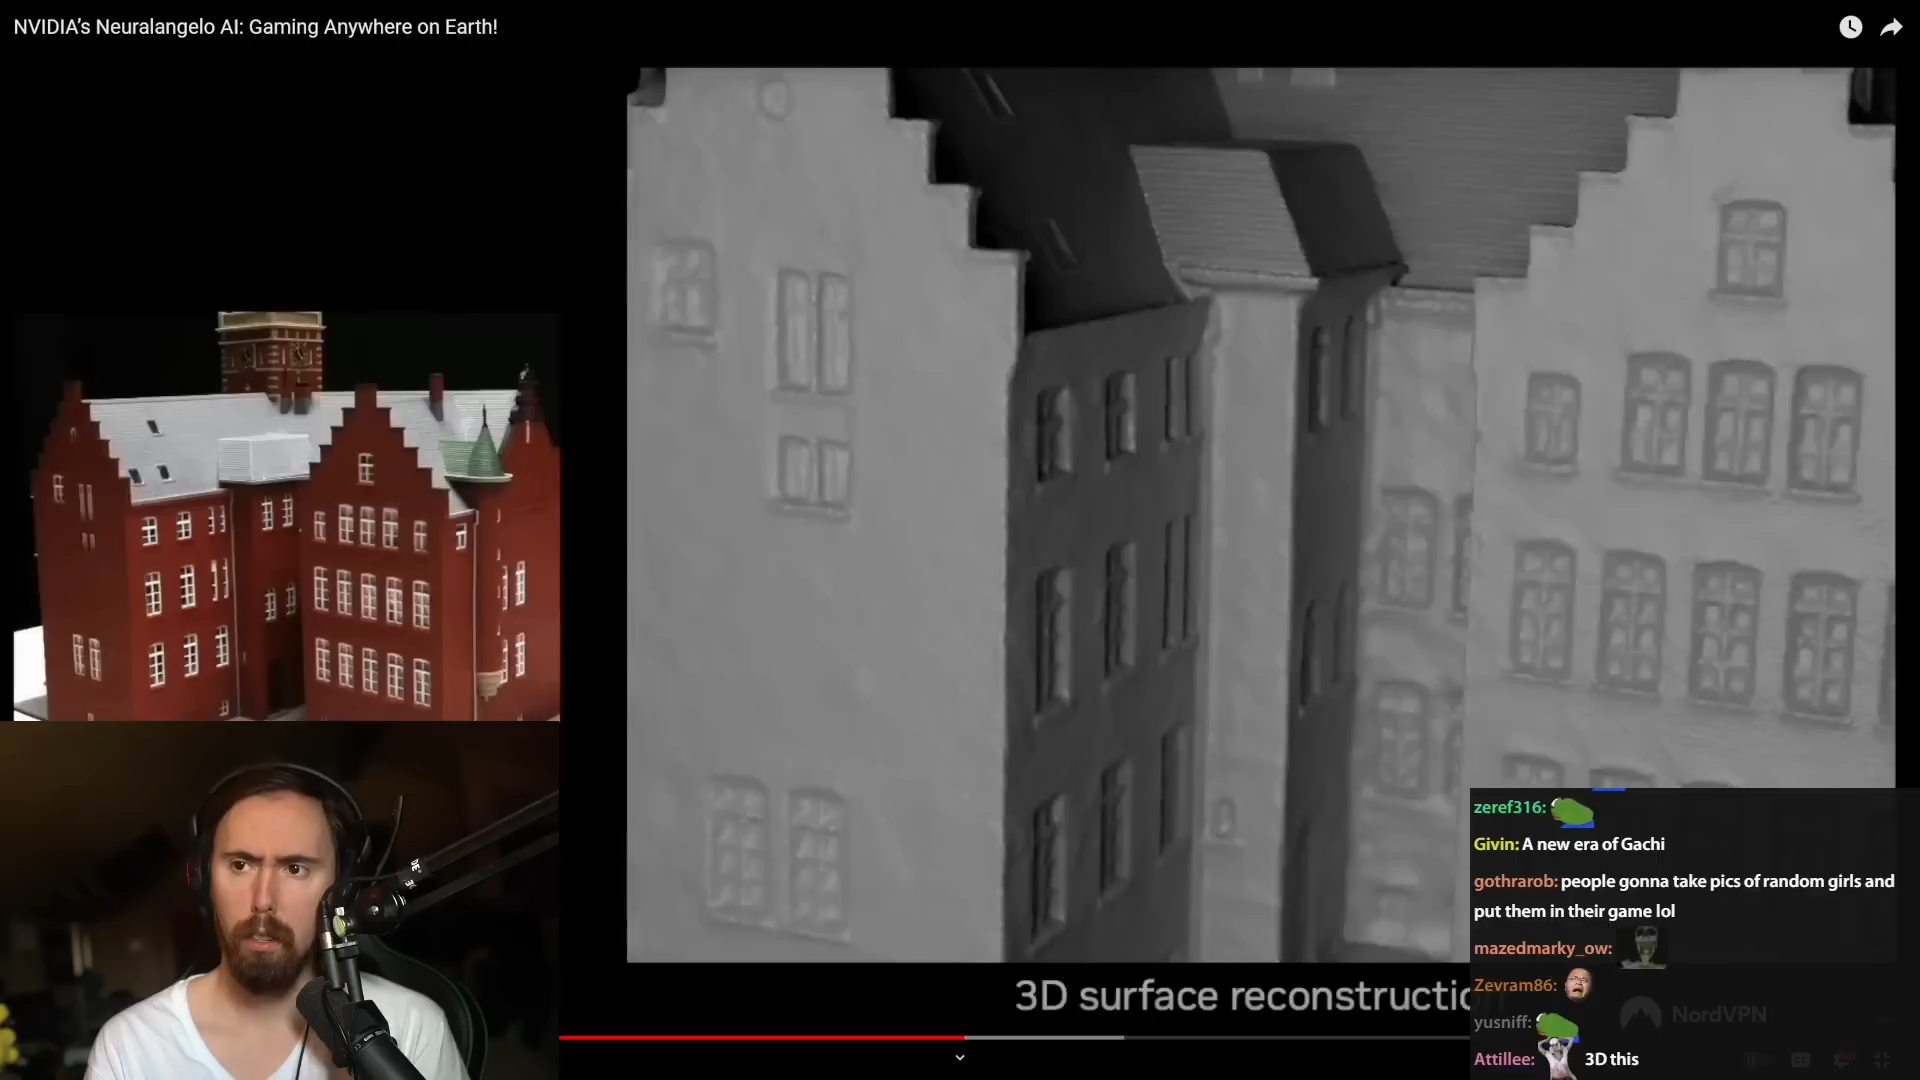 NVIDIA's Neuralangelo AI: Gaming Anywhere on Earth!
3D surface reconstructio
zeref316:
Givin: A new era of Gachi
gothrarob: people gonna take pics of random girls and
put them in their game lol
mazedmarky_ow:
Zevram86:
NordVPN
yusniff:
Attillee: 3D this